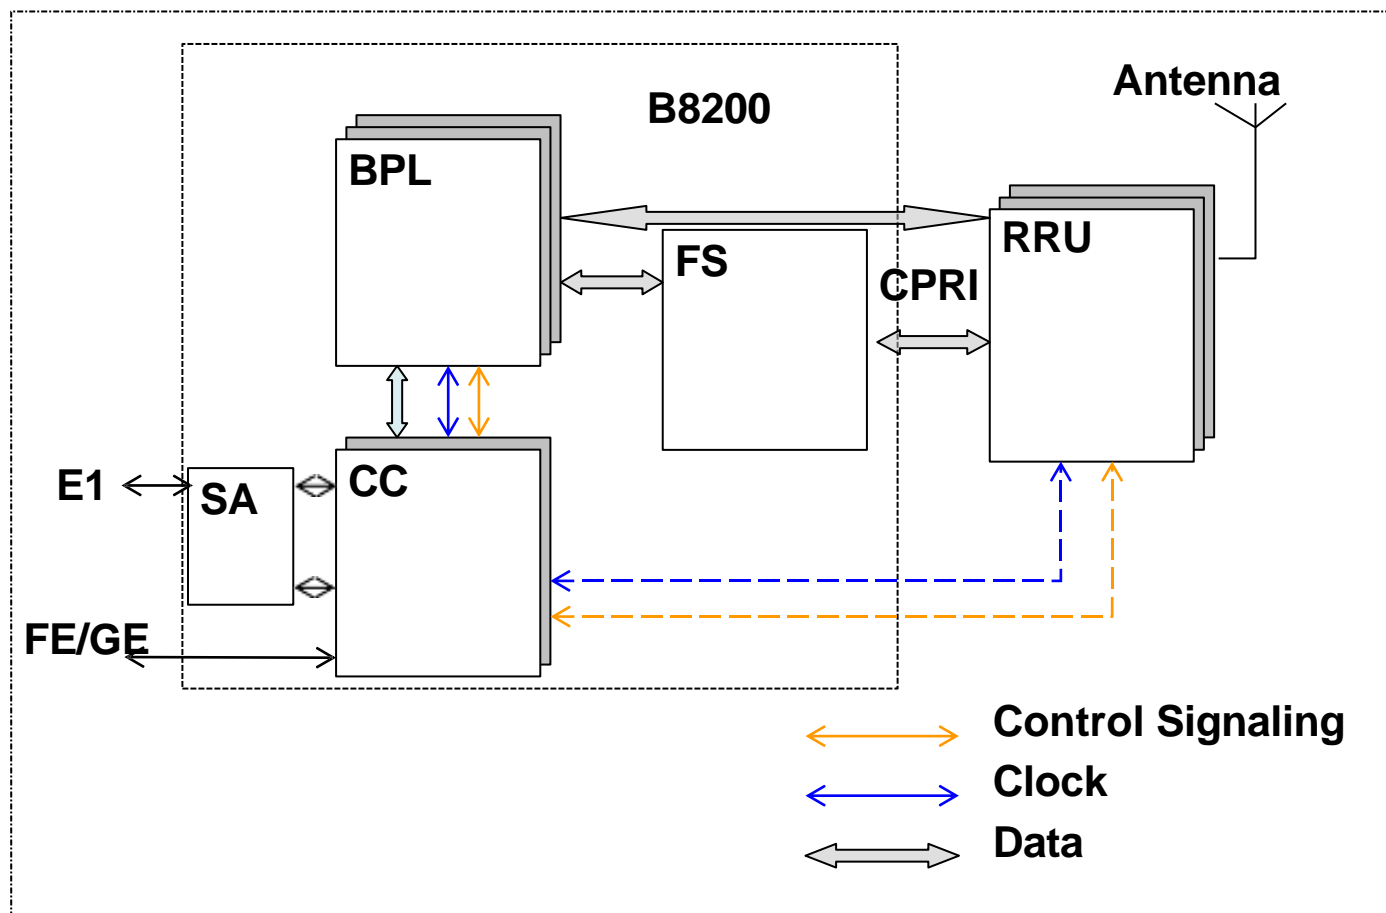 Antenna
B8200
BPL
RRU
FS
CPRI
CC
E1
SA
FE/GE
Control Signaling
Clock
Data